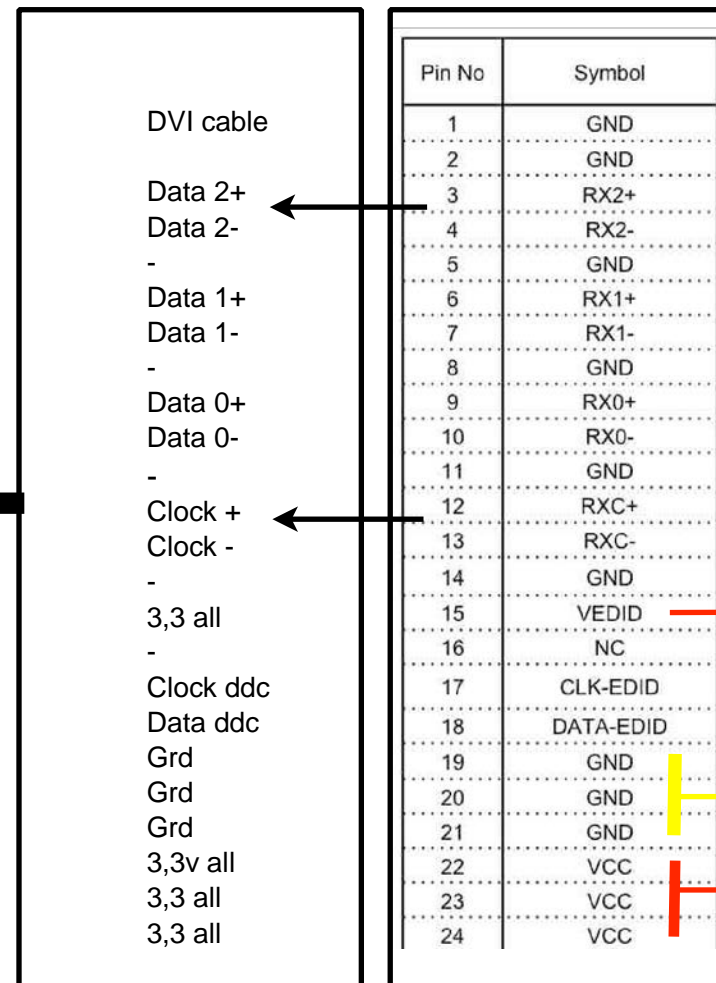 DVI cable
Data 2+
Data 2-
-
Data 1+
Data 1-
-
Data 0+
Data 0-
-
Clock +
Clock -
-
3,3 all
-
Clock ddc
Data ddc
Grd
Grd
Grd
3,3v all
3,3 all
3,3 all
Pin No Symbol
1 GND
2 GND
3 RX2+
4 RX2-
5 GND
6 RX1+
7 RX1-
8 GND
9 RX0+
10 RX0-
11 GND
12 RXC+
13 RXC-
14 GND
15 VEDID
16 NC
17 CLK-EDID
18 DATA-EDID
19 GND
20 GND
21 GND
22 VCC
23 VCC
24 VCC